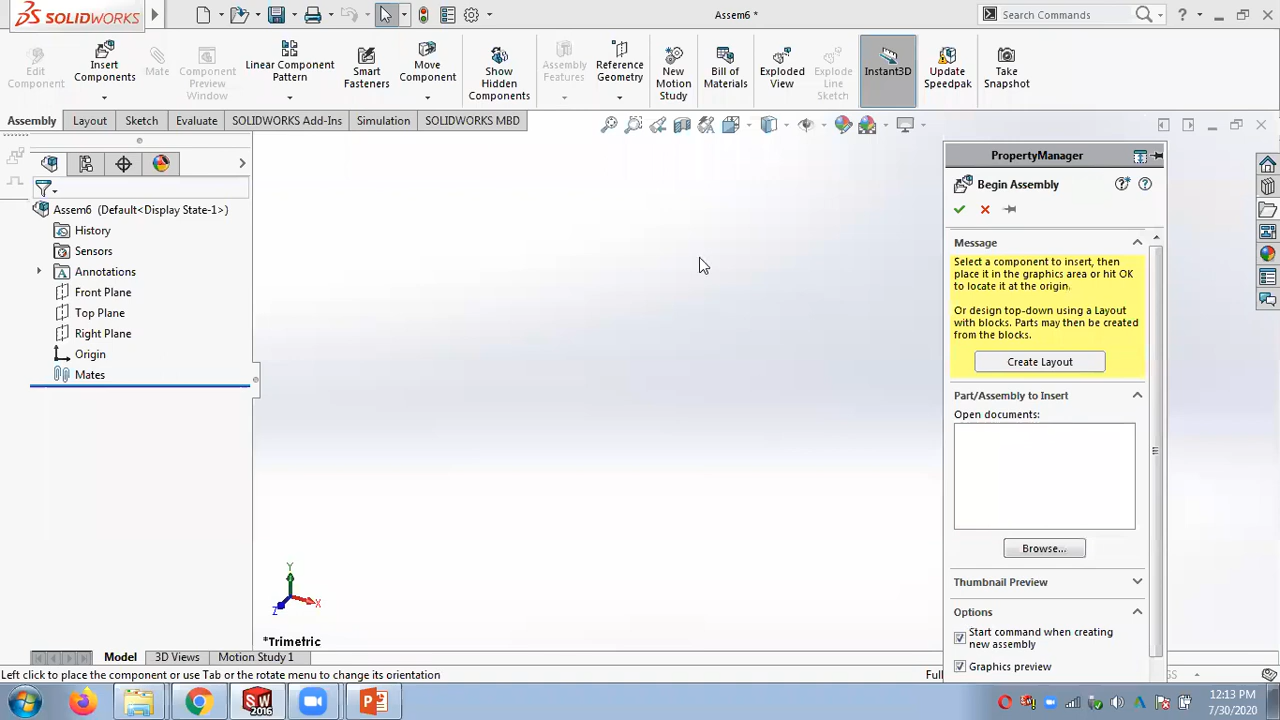 SOLIDWORKS
Assem6 *
Search Commands
Edit Component
Insert Components
Mate
Component Preview Window
Linear Component Pattern
Smart Fasteners
Move Component
Show Hidden Components
Assembly Features
Reference Geometry
New Motion Study
Bill of Materials
Exploded View
Explode Line Sketch
Instant3D
Update Speedpak
Take Snapshot
Assembly Layout Sketch Evaluate SOLIDWORKS Add-Ins Simulation SOLIDWORKS MBD
Assem6 (Default<Display State-1>)
History
Sensors
Annotations
Front Plane
Top Plane
Right Plane
Origin
Mates
Y
X
Z
*Trimetric
PropertyManager
Begin Assembly
Message
Select a component to insert, then
place it in the graphics area or hit OK
to locate it at the origin.
Or design top-down using a Layout
with blocks. Parts may then be created
from the blocks.
Create Layout
Part/Assembly to Insert
Open documents:
Browse...
Thumbnail Preview
Options
Start command when creating
new assembly
Graphics preview
Model 3D Views Motion Study 1
Left click to place the component or use Tab or the rotate menu to change its orientation
SW
2016
12:13 PM
7/30/2020